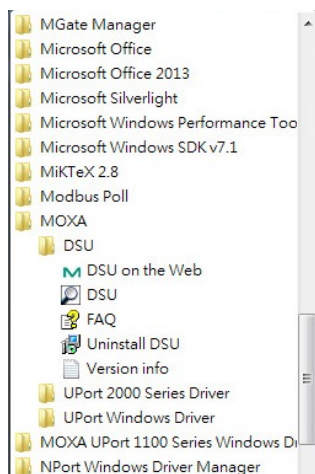 MGate Manager
Microsoft Office
Microsoft Office 2013
Microsoft Silverlight
Microsoft Windows Performance Too
Microsoft Windows SDK v7.1
MiKTeX 2.8
Modbus Poll
MOXA
DSU
DSU on the Web
DSU
FAQ
Uninstall DSU
Version info
UPort 2000 Series Driver
UPort Windows Driver
MOXA UPort 1100 Series Windows Dr
NPort Windows Driver Manager